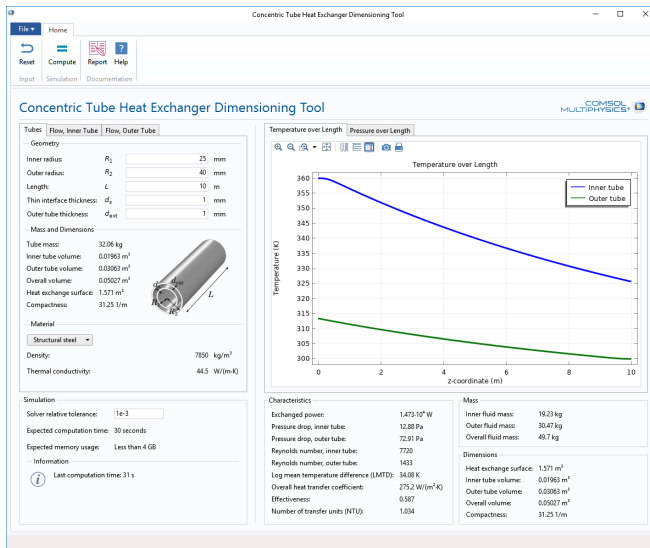 Concentric Tube Heat Exchanger Dimensioning Tool
File Home
Reset Compute Report Help
Input Simulation Documentation
Concentric Tube Heat Exchanger Dimensioning Tool
COMSOL
MULTIPHYSICS®
Tubes Flow, Inner Tube Flow, Outer Tube
Geometry
Inner radius: R₁ 25 mm
Outer radius: R₂ 40 mm
Length: L 10 m
Thin interface thickness: dₛ 1 mm
Outer tube thickness: dₑₓₜ 1 mm
Mass and Dimensions
Tube mass: 32.06 kg
Inner tube volume: 0.01963 m³
Outer tube volume: 0.03063 m³
Overall volume: 0.05027 m³
Heat exchange surface: 1.571 m²
Compactness: 31.25 1/m
dₑₓₜ
L
R₂
Material
Structural steel
Density: 7850 kg/m³
Thermal conductivity: 44.5 W/(m·K)
Simulation
Solver relative tolerance: 1e-3
Expected computation time: 30 seconds
Expected memory usage: Less than 4 GB
Information
Last computation time: 31 s
Temperature over Length Pressure over Length
Temperature over Length
Temperature (K)
360
355
350
345
340
335
330
325
320
315
310
305
300
Inner tube
Outer tube
0 2 4 6 8 10
z-coordinate (m)
Characteristics
Exchanged power: 1.473·10⁴ W
Pressure drop, inner tube: 12.88 Pa
Pressure drop, outer tube: 72.91 Pa
Reynolds number, inner tube: 7720
Reynolds number, outer tube: 1433
Log mean temperature difference (LMTD): 34.08 K
Overall heat transfer coefficient: 275.2 W/(m²·K)
Effectiveness: 0.587
Number of transfer units (NTU): 1.034
Mass
Inner fluid mass: 19.23 kg
Outer fluid mass: 30.47 kg
Overall fluid mass: 49.7 kg
Dimensions
Heat exchange surface: 1.571 m²
Inner tube volume: 0.01963 m³
Outer tube volume: 0.03063 m³
Overall volume: 0.05027 m³
Compactness: 31.25 1/m